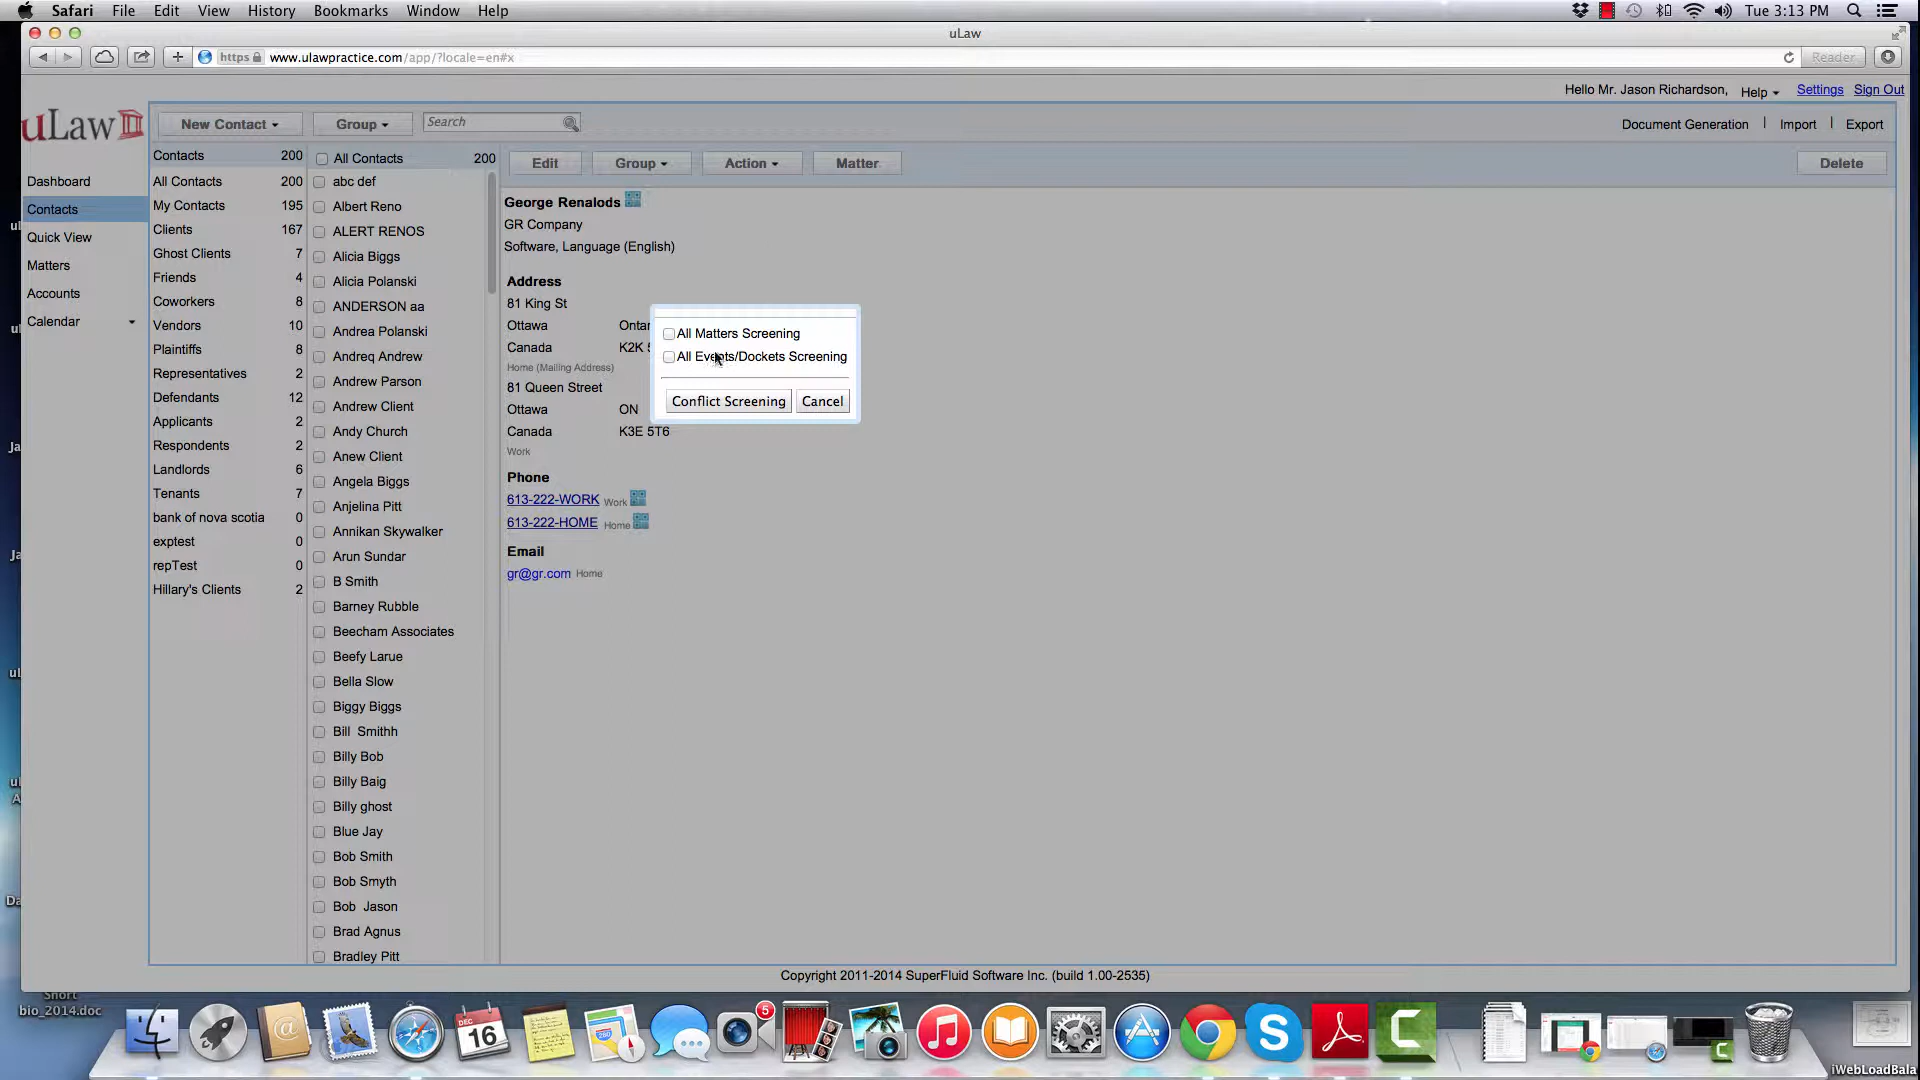 Safari File Edit View History Bookmarks Window Help
Tue 3:13 PM
uLaw
https www.ulawpractice.com/app/?locale=en#x
Reader
Hello Mr. Jason Richardson, Help Settings Sign Out
uLaw
New Contact Group Search
Document Generation | Import | Export
Dashboard
Contacts
Quick View
Matters
Accounts
Calendar
Contacts 200
All Contacts 200
My Contacts 195
Clients 167
Ghost Clients 7
Friends 4
Coworkers 8
Vendors 10
Plaintiffs 8
Representatives 2
Defendants 12
Applicants 2
Respondents 2
Landlords 6
Tenants 7
bank of nova scotia 0
exptest 0
repTest 0
Hillary's Clients 2
All Contacts 200
abc def
Albert Reno
ALERT RENOS
Alicia Biggs
Alicia Polanski
ANDERSON aa
Andrea Polanski
Andreq Andrew
Andrew Parson
Andrew Client
Andy Church
Anew Client
Angela Biggs
Anjelina Pitt
Annikan Skywalker
Arun Sundar
B Smith
Barney Rubble
Beecham Associates
Beefy Larue
Bella Slow
Biggy Biggs
Bill Smithh
Billy Bob
Billy Baig
Billy ghost
Blue Jay
Bob Smith
Bob Smyth
Bob Jason
Brad Agnus
Bradley Pitt
Edit Group Action Matter Delete
George Renalods
GR Company
Software, Language (English)
Address
81 King St
Ottawa
Canada K2K
Home (Mailing Address)
81 Queen Street
Ottawa ON
Canada K3E 5T6
Work
Phone
613-222-WORK Work
613-222-HOME Home
Email
gr@gr.com Home
All Matters Screening
All Events/Dockets Screening
Conflict Screening Cancel
Copyright 2011-2014 SuperFluid Software Inc. (build 1.00-2535)
Short
bio_2014.doc
DEC
16
5
iWebLoadBala